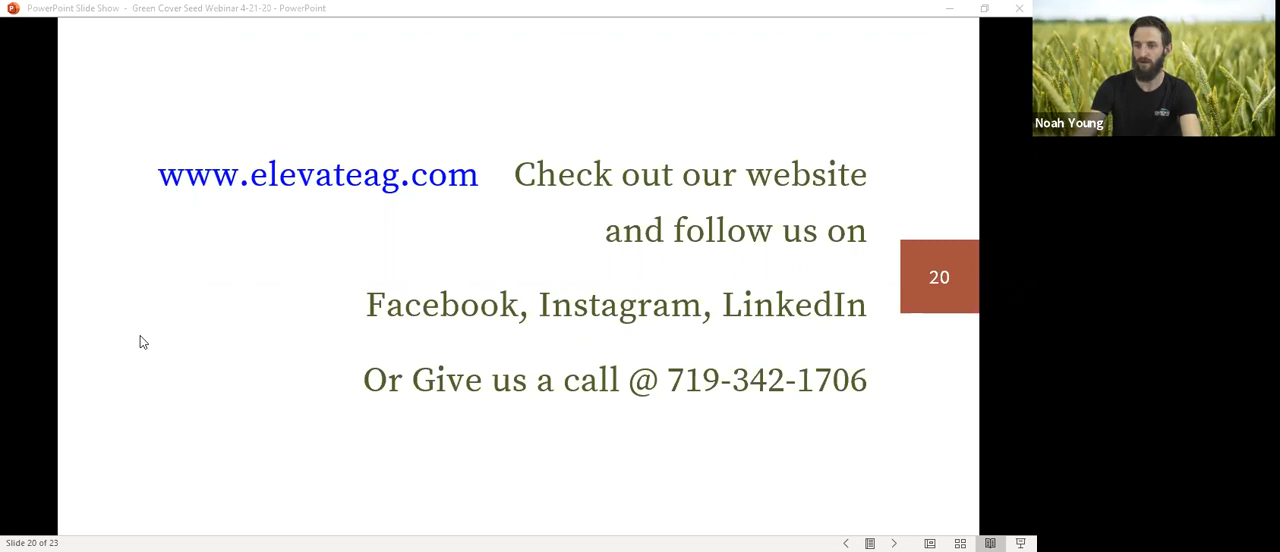 PowerPoint Slide Show - Green Cover Seed Webinar 4-21-20 - PowerPoint
Noah Young
www.elevateag.com Check out our website
and follow us on
20
Facebook, Instagram, LinkedIn
Or Give us a call @ 719-342-1706
Slide 20 of 23